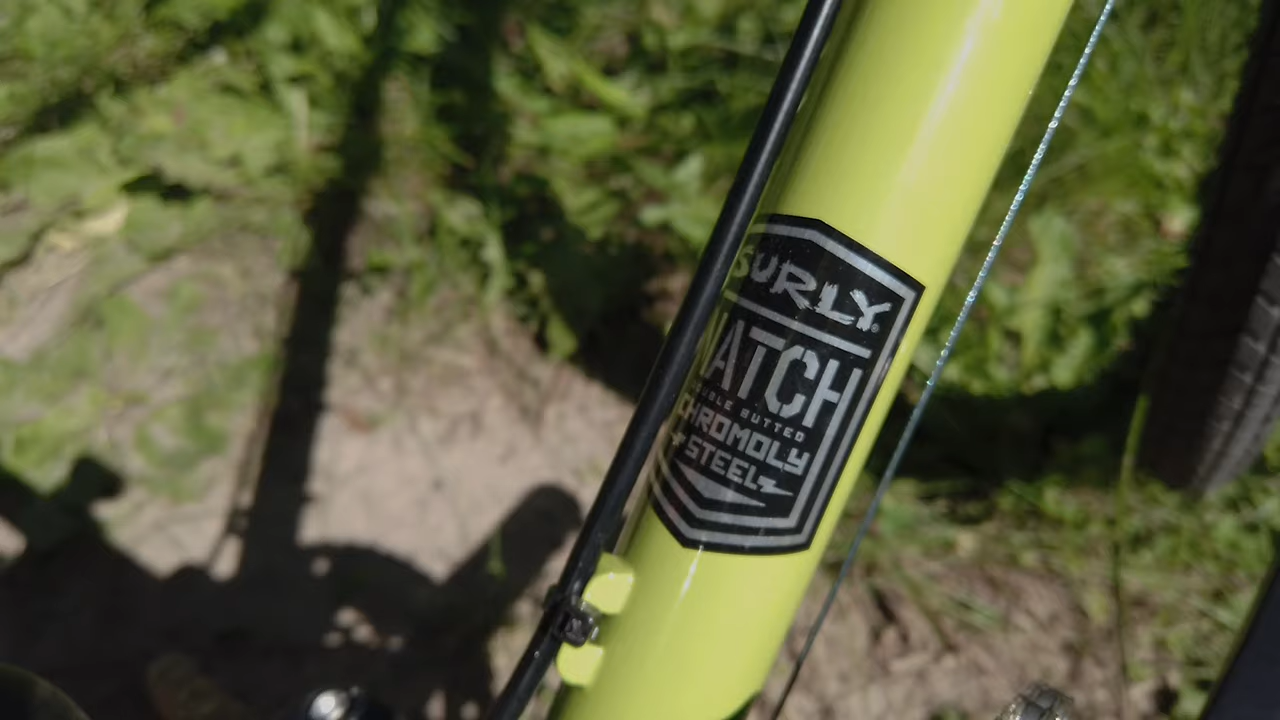 SURLY
NATCH
DOUBLE BUTTED
CHROMOLY
STEEL